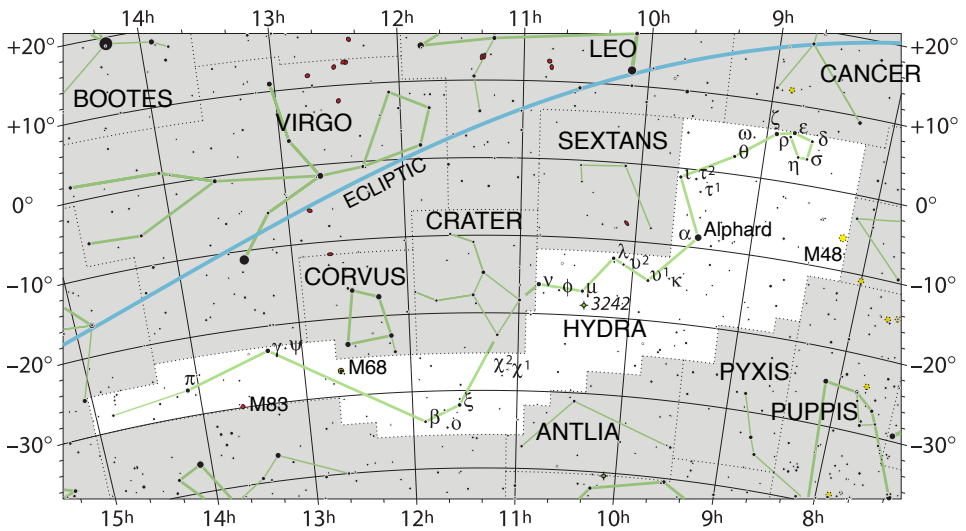 14h 13h 12h 11h 10h 9h
+20° LEO +20°
CANCER
BOOTES
+10° VIRGO SEXTANS ω ζ ε +10°
ρ δ
θ η σ
ECLIPTIC ι τ² τ¹
0° 0°
CRATER α Alphard
M48
−10° CORVUS λ υ² υ¹ κ −10°
ν φ μ
3242
HYDRA
−20° γ ψ −20°
M68 χ² χ¹ PYXIS
π
M83 ξ PUPPIS
β ο
−30° ANTLIA −30°
15h 14h 13h 12h 11h 10h 9h 8h